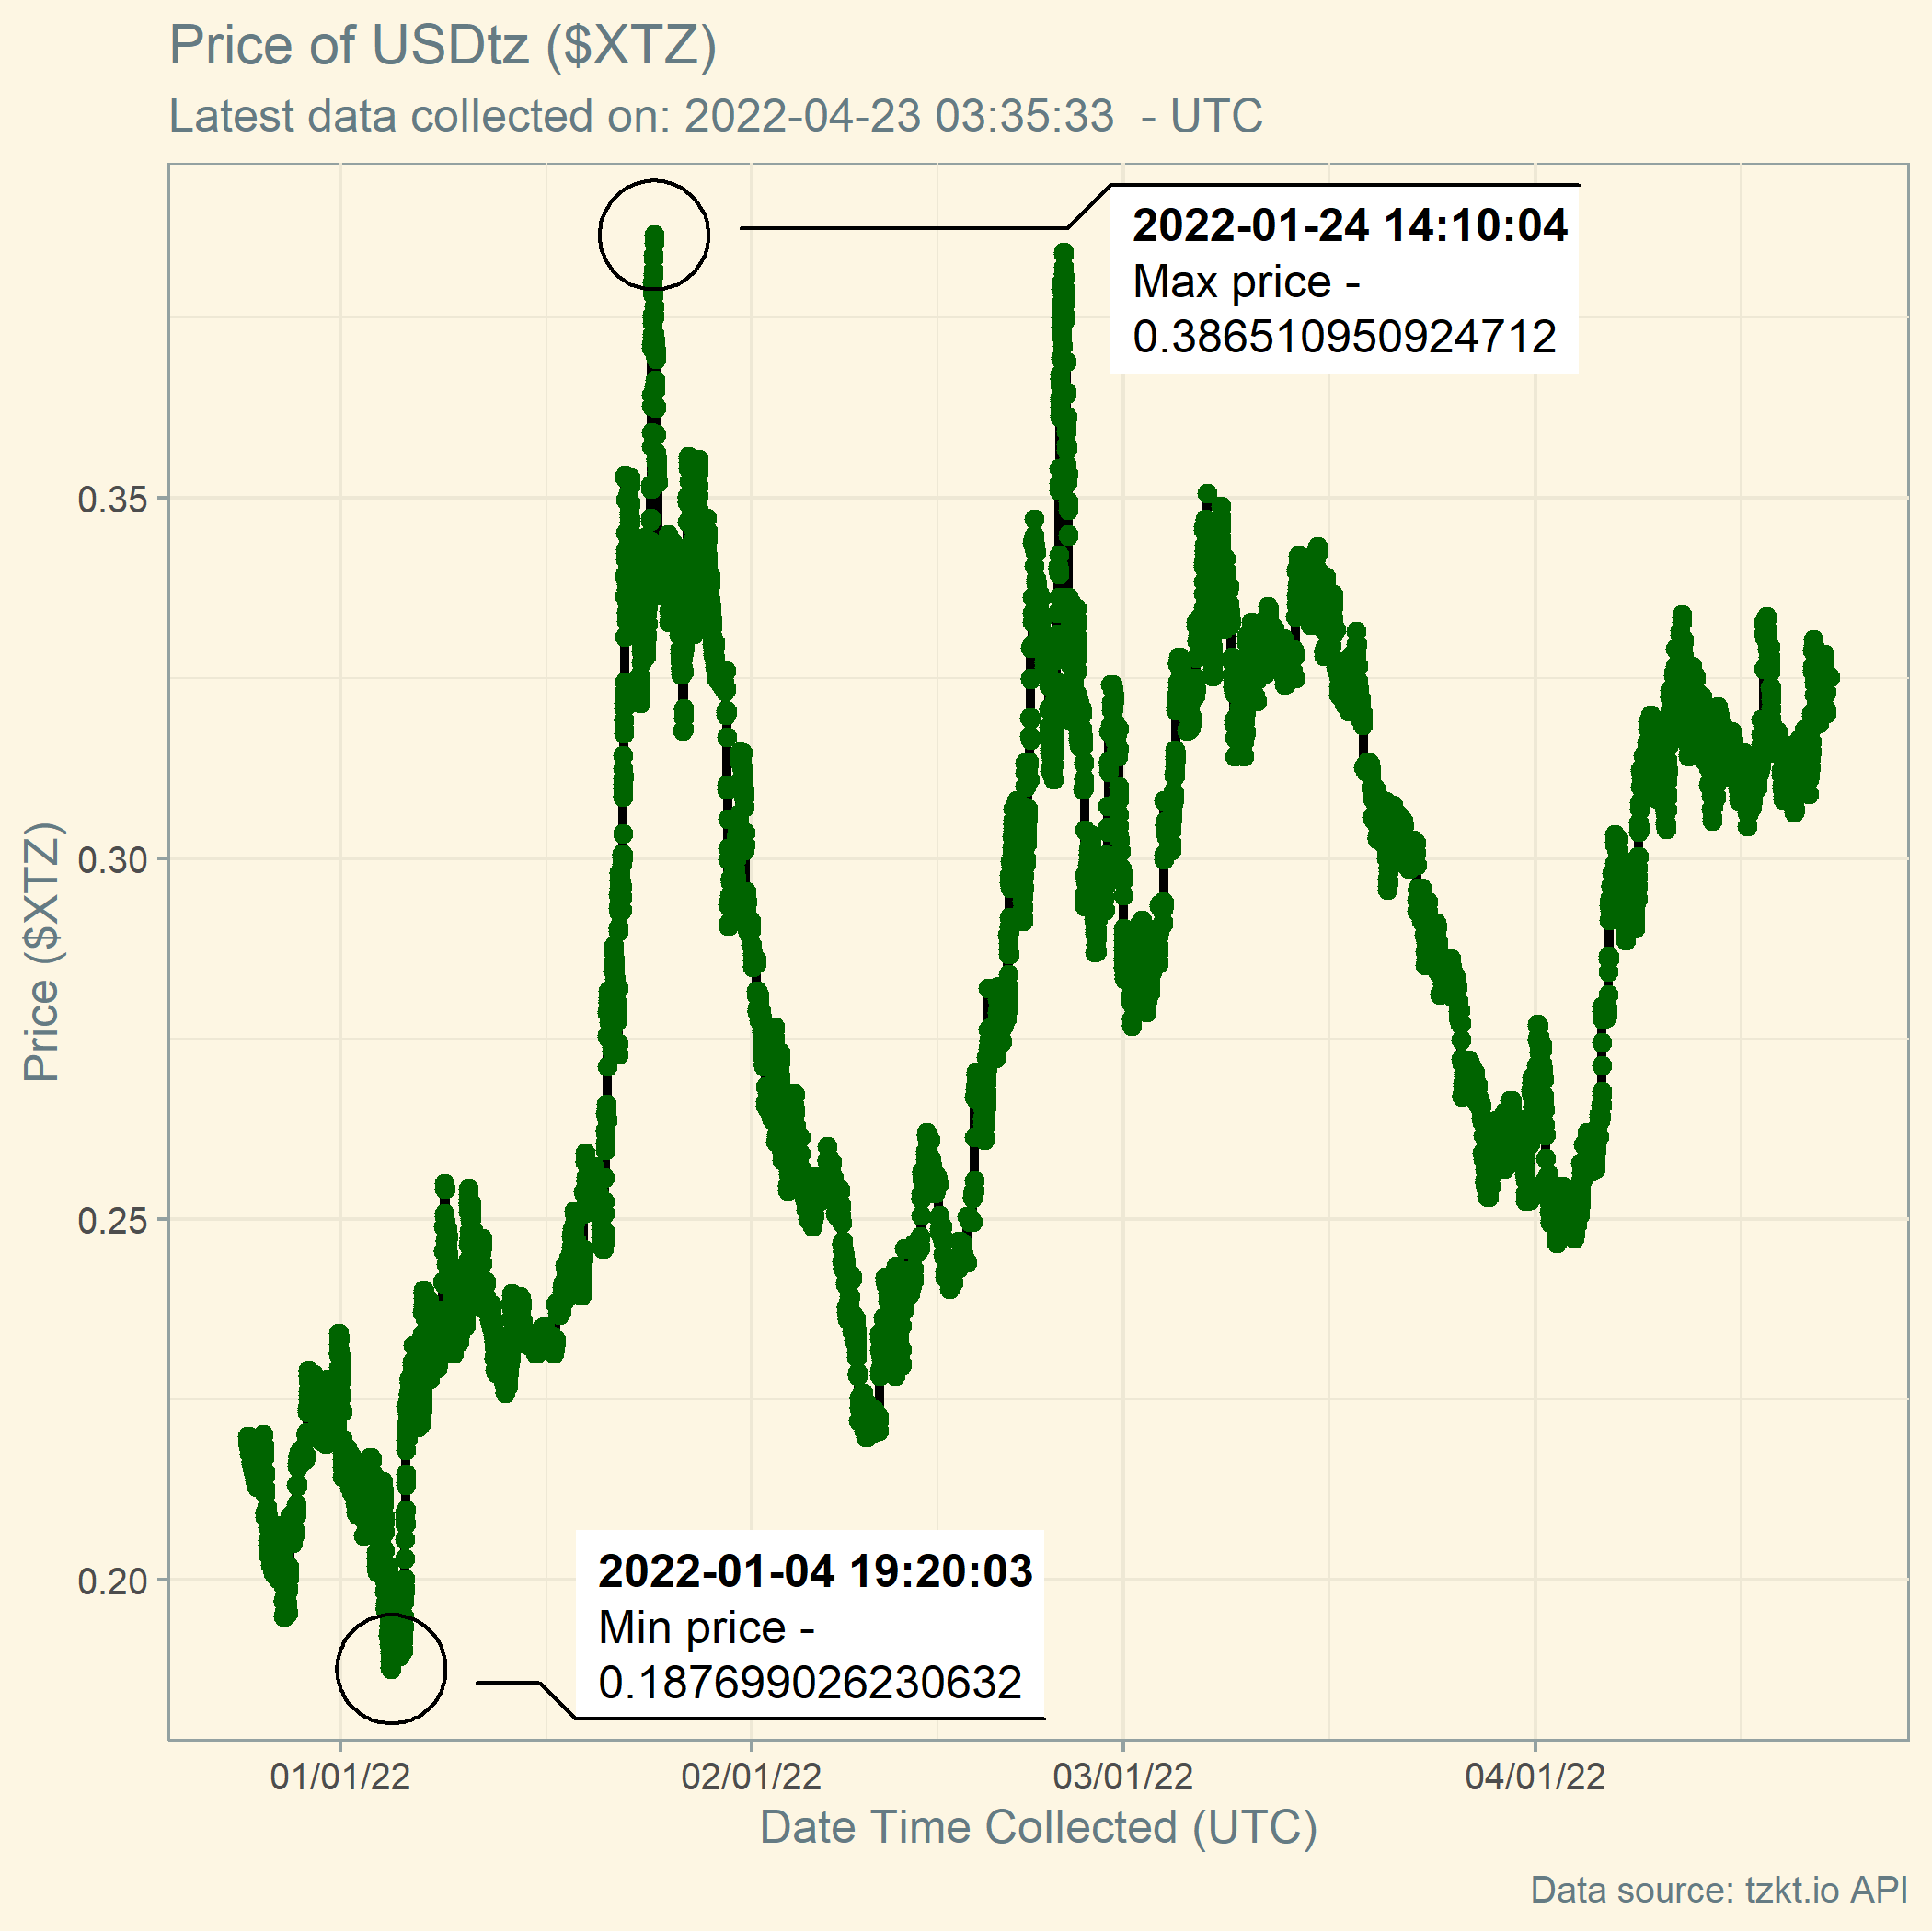 Price of USDtz ($XTZ)
Latest data collected on: 2022-04-23 03:35:33  - UTC
2022-01-24 14:10:04
Max price -
0.386510950924712
0.35
0.30
0.25
0.20
Price ($XTZ)
2022-01-04 19:20:03
Min price -
0.187699026230632
01/01/22
02/01/22
03/01/22
04/01/22
Date Time Collected (UTC)
Data source: tzkt.io API